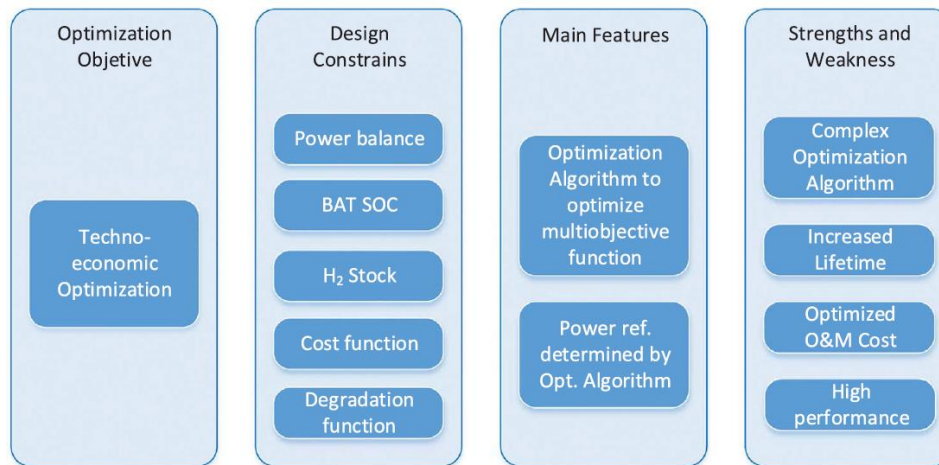 Optimization
Objetive
Techno-
economic
Optimization
Design
Constrains
Power balance
BAT SOC
H₂ Stock
Cost function
Degradation
function
Main Features
Optimization
Algorithm to
optimize
multiobjective
function
Power ref.
determined by
Opt. Algorithm
Strengths and
Weakness
Complex
Optimization
Algorithm
Increased
Lifetime
Optimized
O&M Cost
High
performance